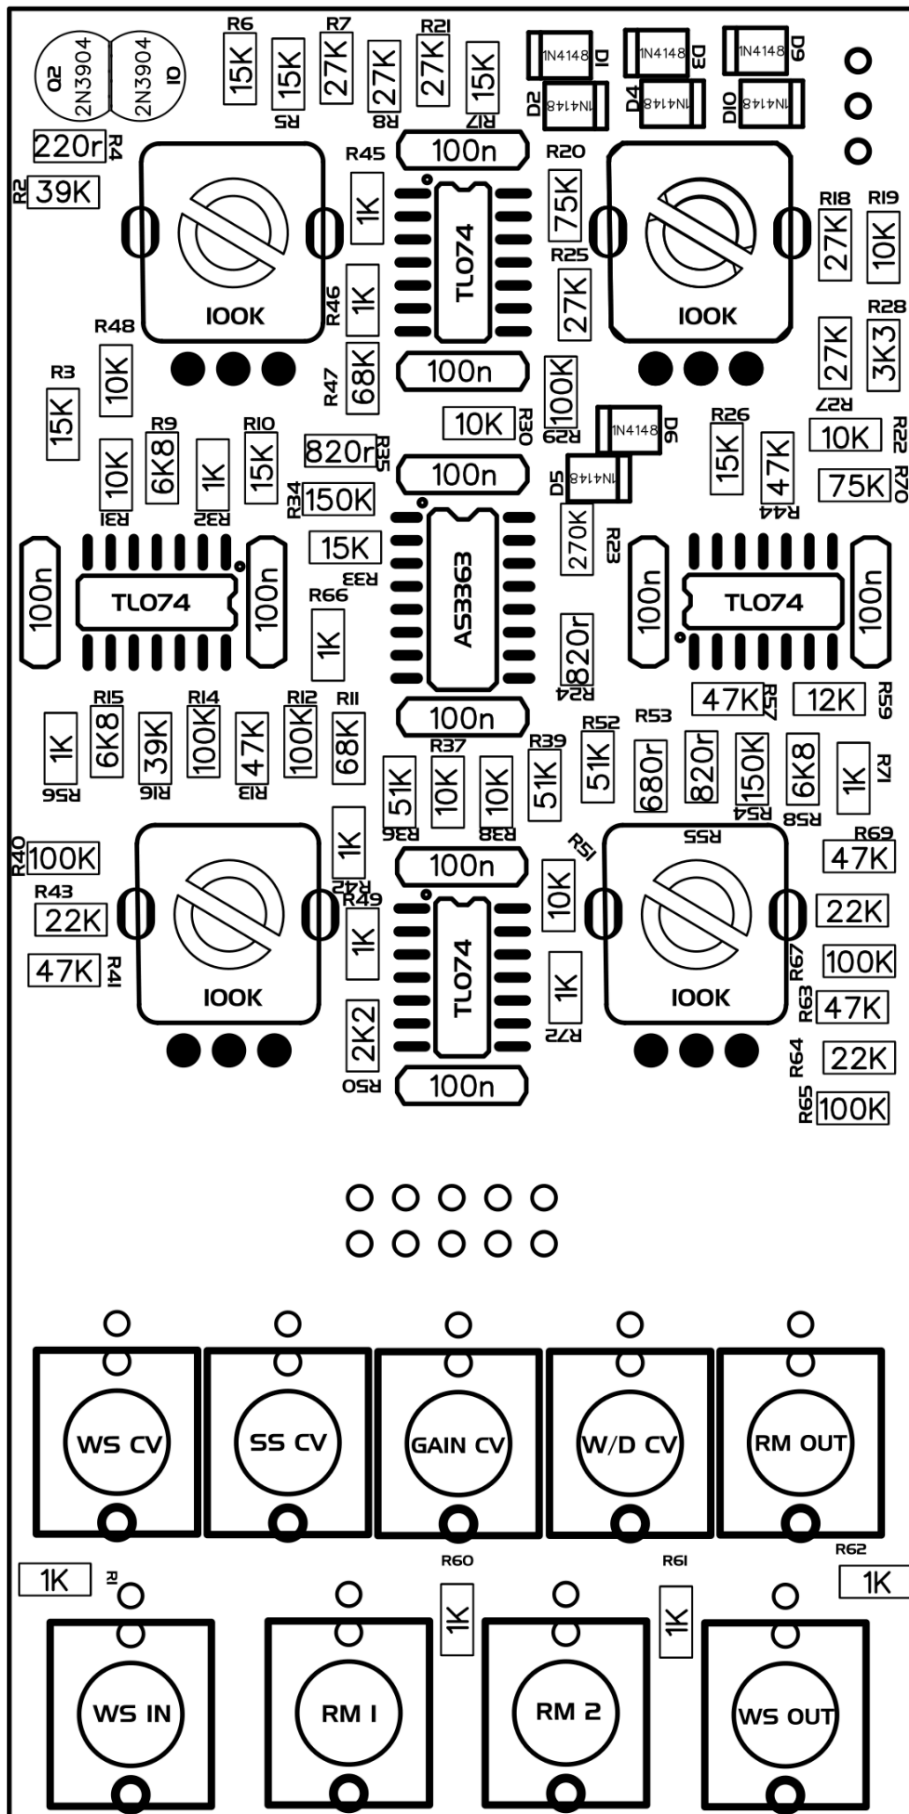 R6
R7
R21
15K
15K
27K
27K
27K
15K
R5
R8
R17
Q2
2N3904
2N3904
Q1
1N4148
D1
1N4148
D3
1N4148
D9
D2
1N4148
D4
1N4148
D10
1N4148
220r
R4
R2
39K
R45
1K
100n
R20
75K
R18
27K
R19
10K
100K
TL074
R25
27K
100K
R46
1K
R48
10K
R47
68K
100n
100K
R29
27K
R27
R28
3K3
R3
15K
10K
R30
1N4148
D6
R26
15K
47K
R44
10K
R22
R9
6K8
10K
R31
1K
R32
R10
15K
820r
R35
R34
150K
100n
D5
1N4148
75K
R70
15K
R33
270K
R23
100n
TL074
100n
AS3363
100n
TL074
100n
R66
1K
820r
R24
47K
R57
12K
R59
1K
R56
R15
6K8
39K
R16
R14
100K
47K
R13
R12
100K
R11
68K
100n
51K
R36
R37
10K
10K
R38
R39
51K
R52
51K
R53
680r
820r
R55
150K
R54
6K8
R58
1K
R71
R40
100K
1K
R42
100n
R51
10K
R69
47K
R43
22K
R49
1K
22K
47K
R41
100K
TL074
1K
R72
100K
R67
100K
R63
47K
2K2
R50
100n
R64
22K
R65
100K
WS CV
SS CV
GAIN CV
W/D CV
RM OUT
1K
R1
R60
1K
R61
1K
R62
1K
WS IN
RM 1
RM 2
WS OUT